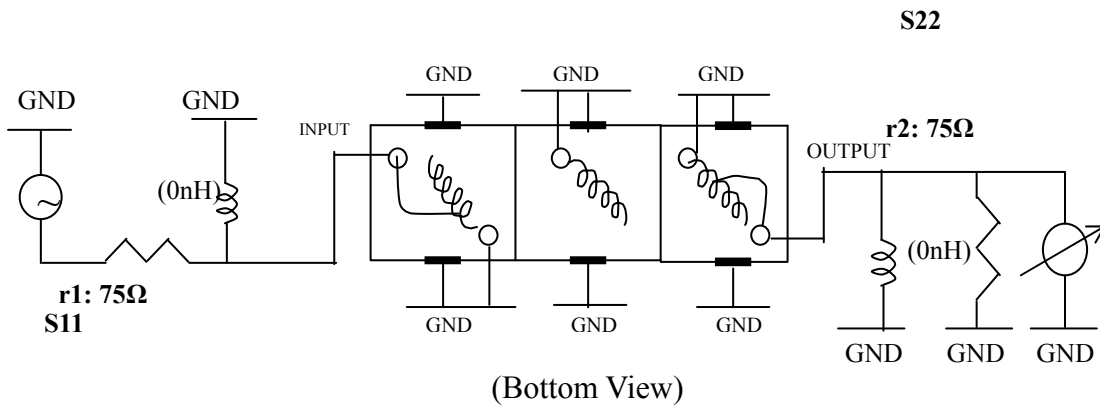 S22
GND
GND
GND
GND
GND
INPUT
r2: 75Ω
OUTPUT
(0nH)
(0nH)
r1: 75Ω
S11
GND
GND
GND
GND
GND
GND
(Bottom View)